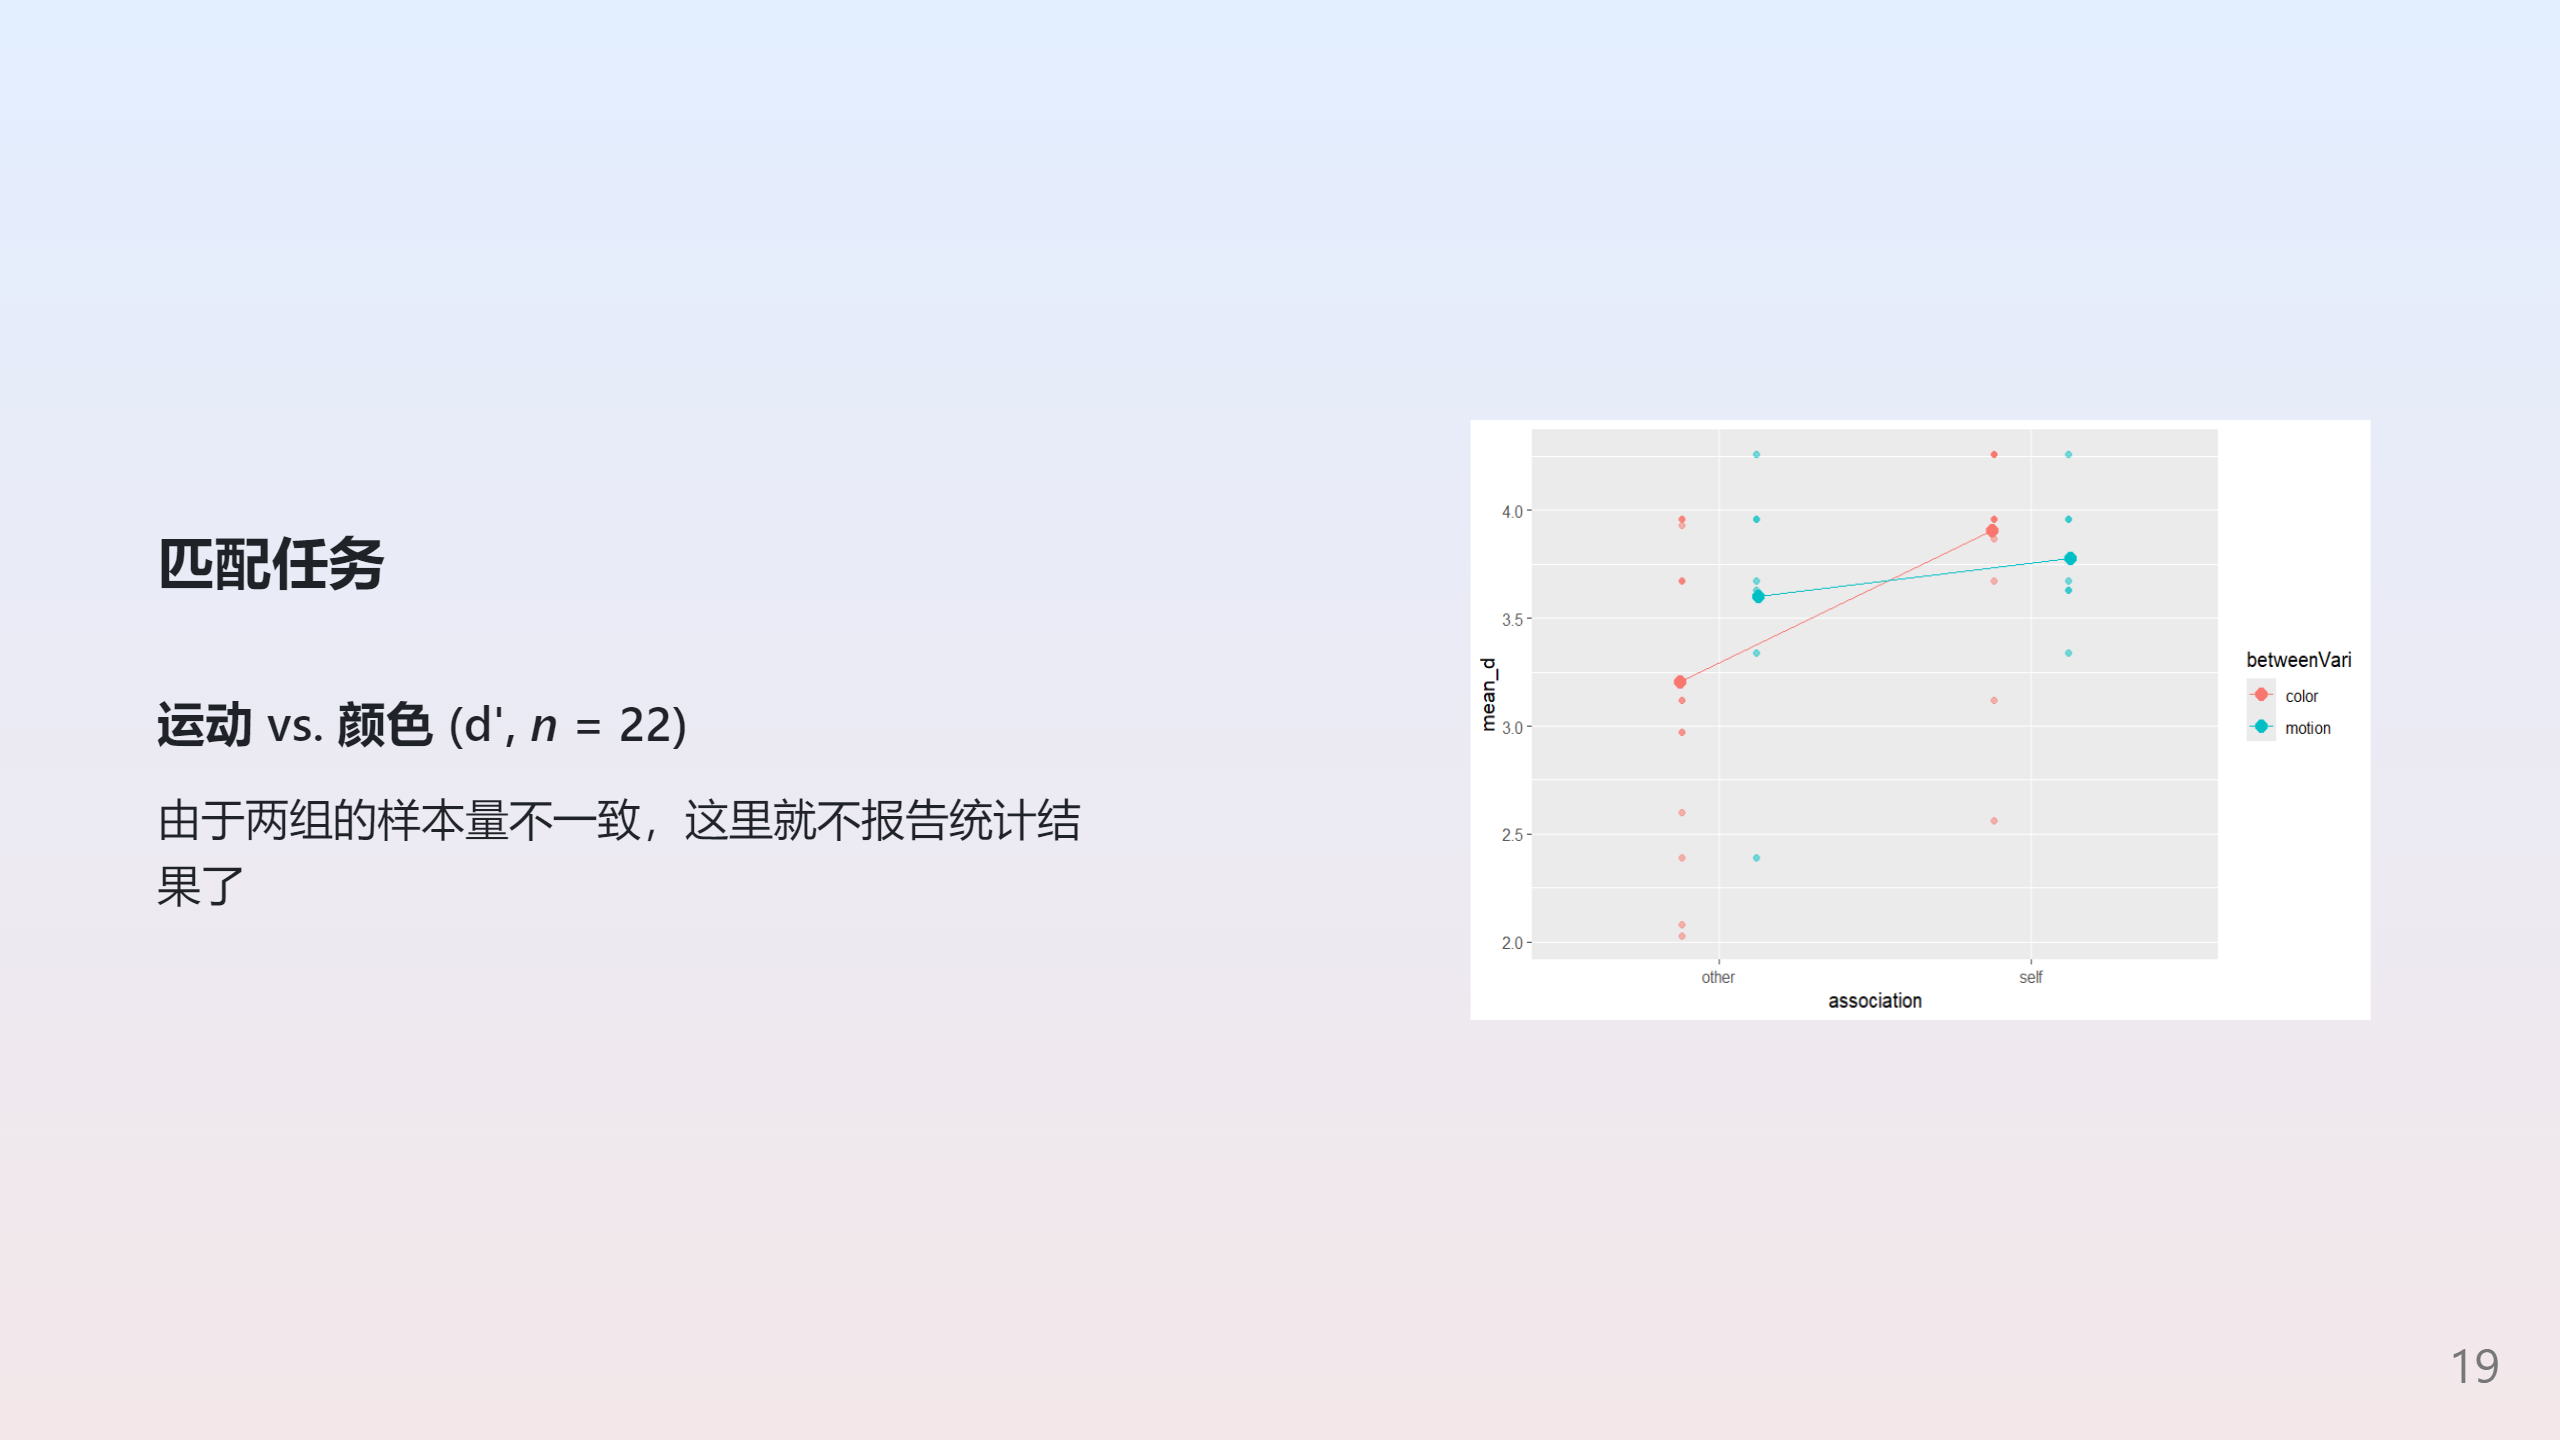 匹配任务
运动 vs. 颜色 (d', n = 22)
由于两组的样本量不一致，这里就不报告统计结
果了
4.0
3.5
3.0
2.5
2.0
mean_d
other
self
association
betweenVari
color
motion
19